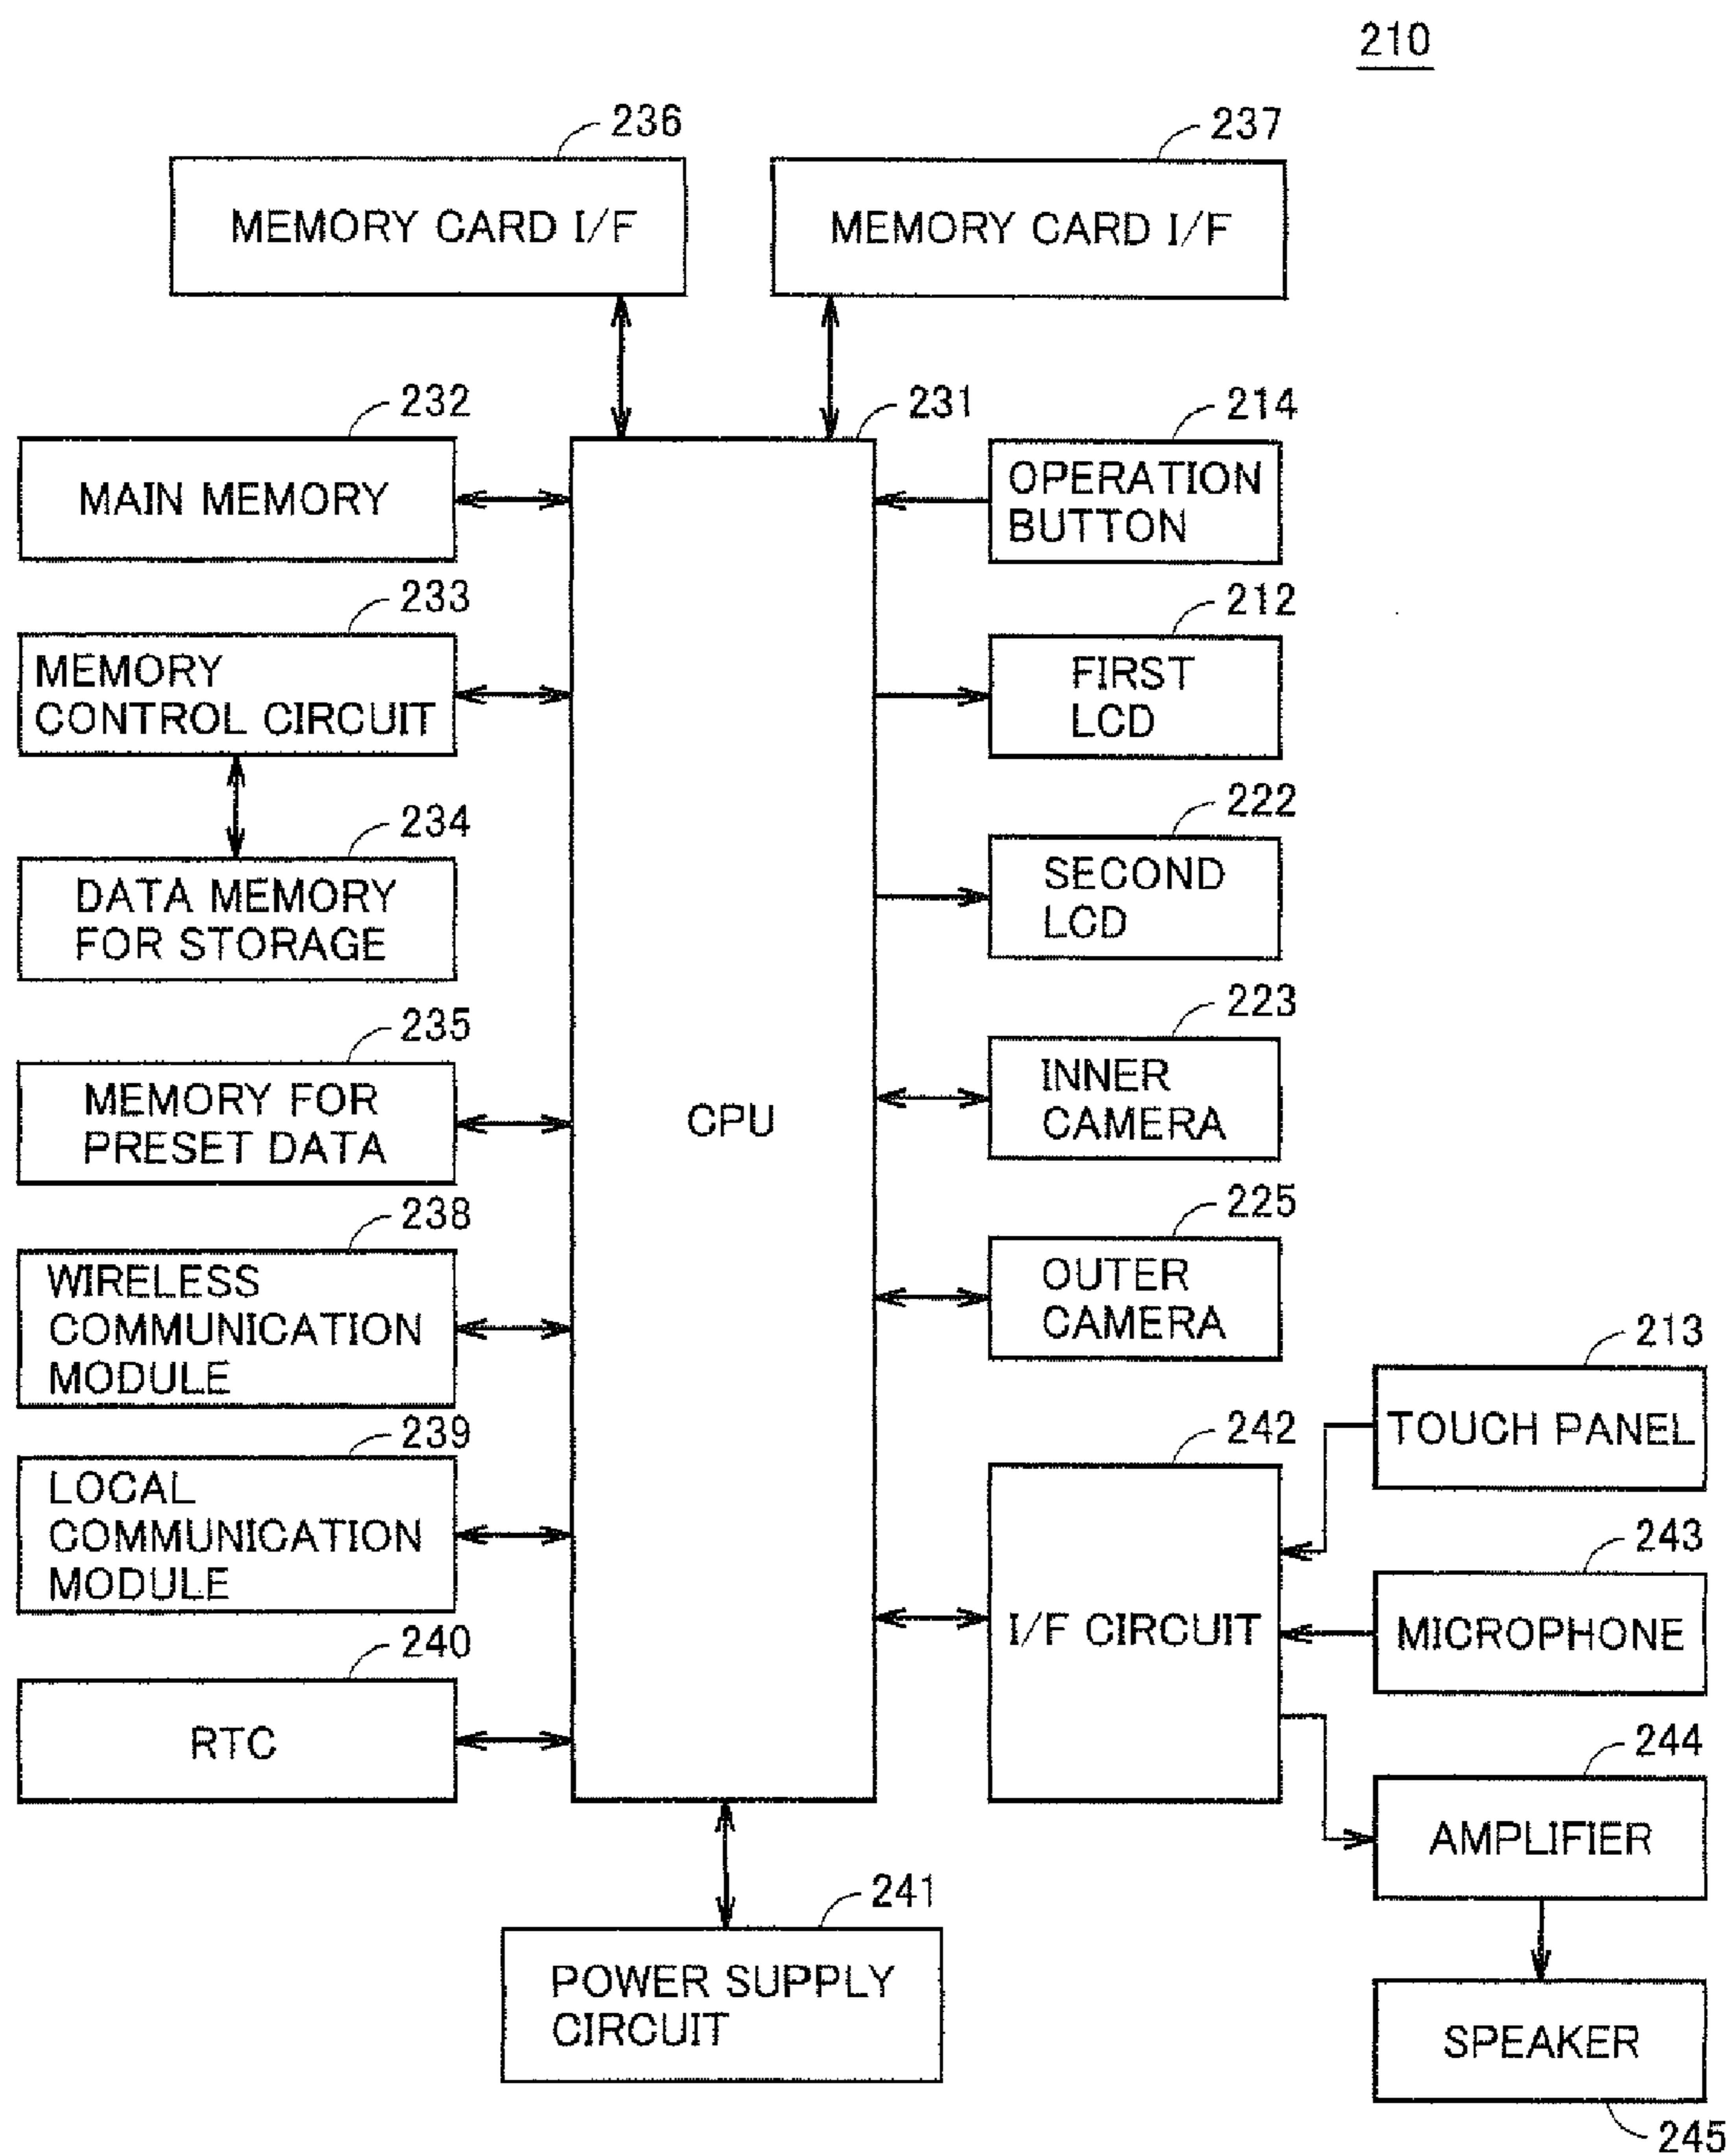 210
236
237
MEMORY CARD I/F
MEMORY CARD I/F
232
231
214
MAIN MEMORY
OPERATION
BUTTON
233
212
MEMORY
CONTROL CIRCUIT
FIRST
LCD
234
222
DATA MEMORY
FOR STORAGE
SECOND
LCD
235
223
MEMORY FOR
PRESET DATA
CPU
INNER
CAMERA
238
225
WIRELESS
COMMUNICATION
MODULE
OUTER
CAMERA
213
TOUCH PANEL
239
242
LOCAL
COMMUNICATION
MODULE
I/F CIRCUIT
243
MICROPHONE
240
RTC
244
AMPLIFIER
241
POWER SUPPLY
CIRCUIT
SPEAKER
245